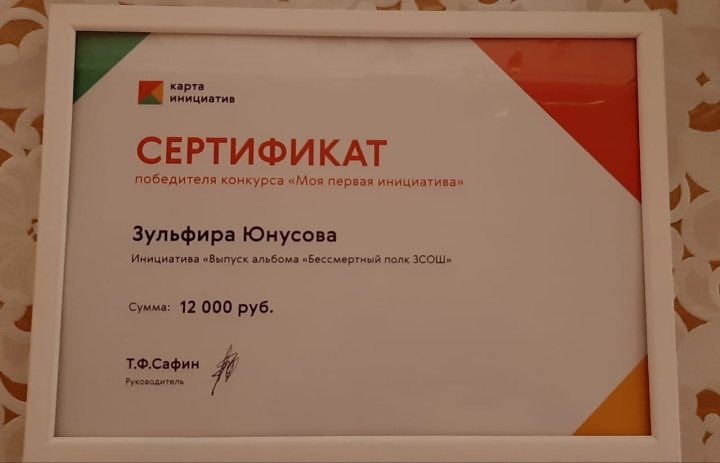 карта
инициатив
СЕРТИФИКАТ
победителя конкурса «Моя первая инициатива»
Зульфира Юнусова
Инициатива «Выпуск альбома «Бессмертный полк ЗСОШ»
Сумма: 12 000 руб.
Т.Ф.Сафин
Руководитель